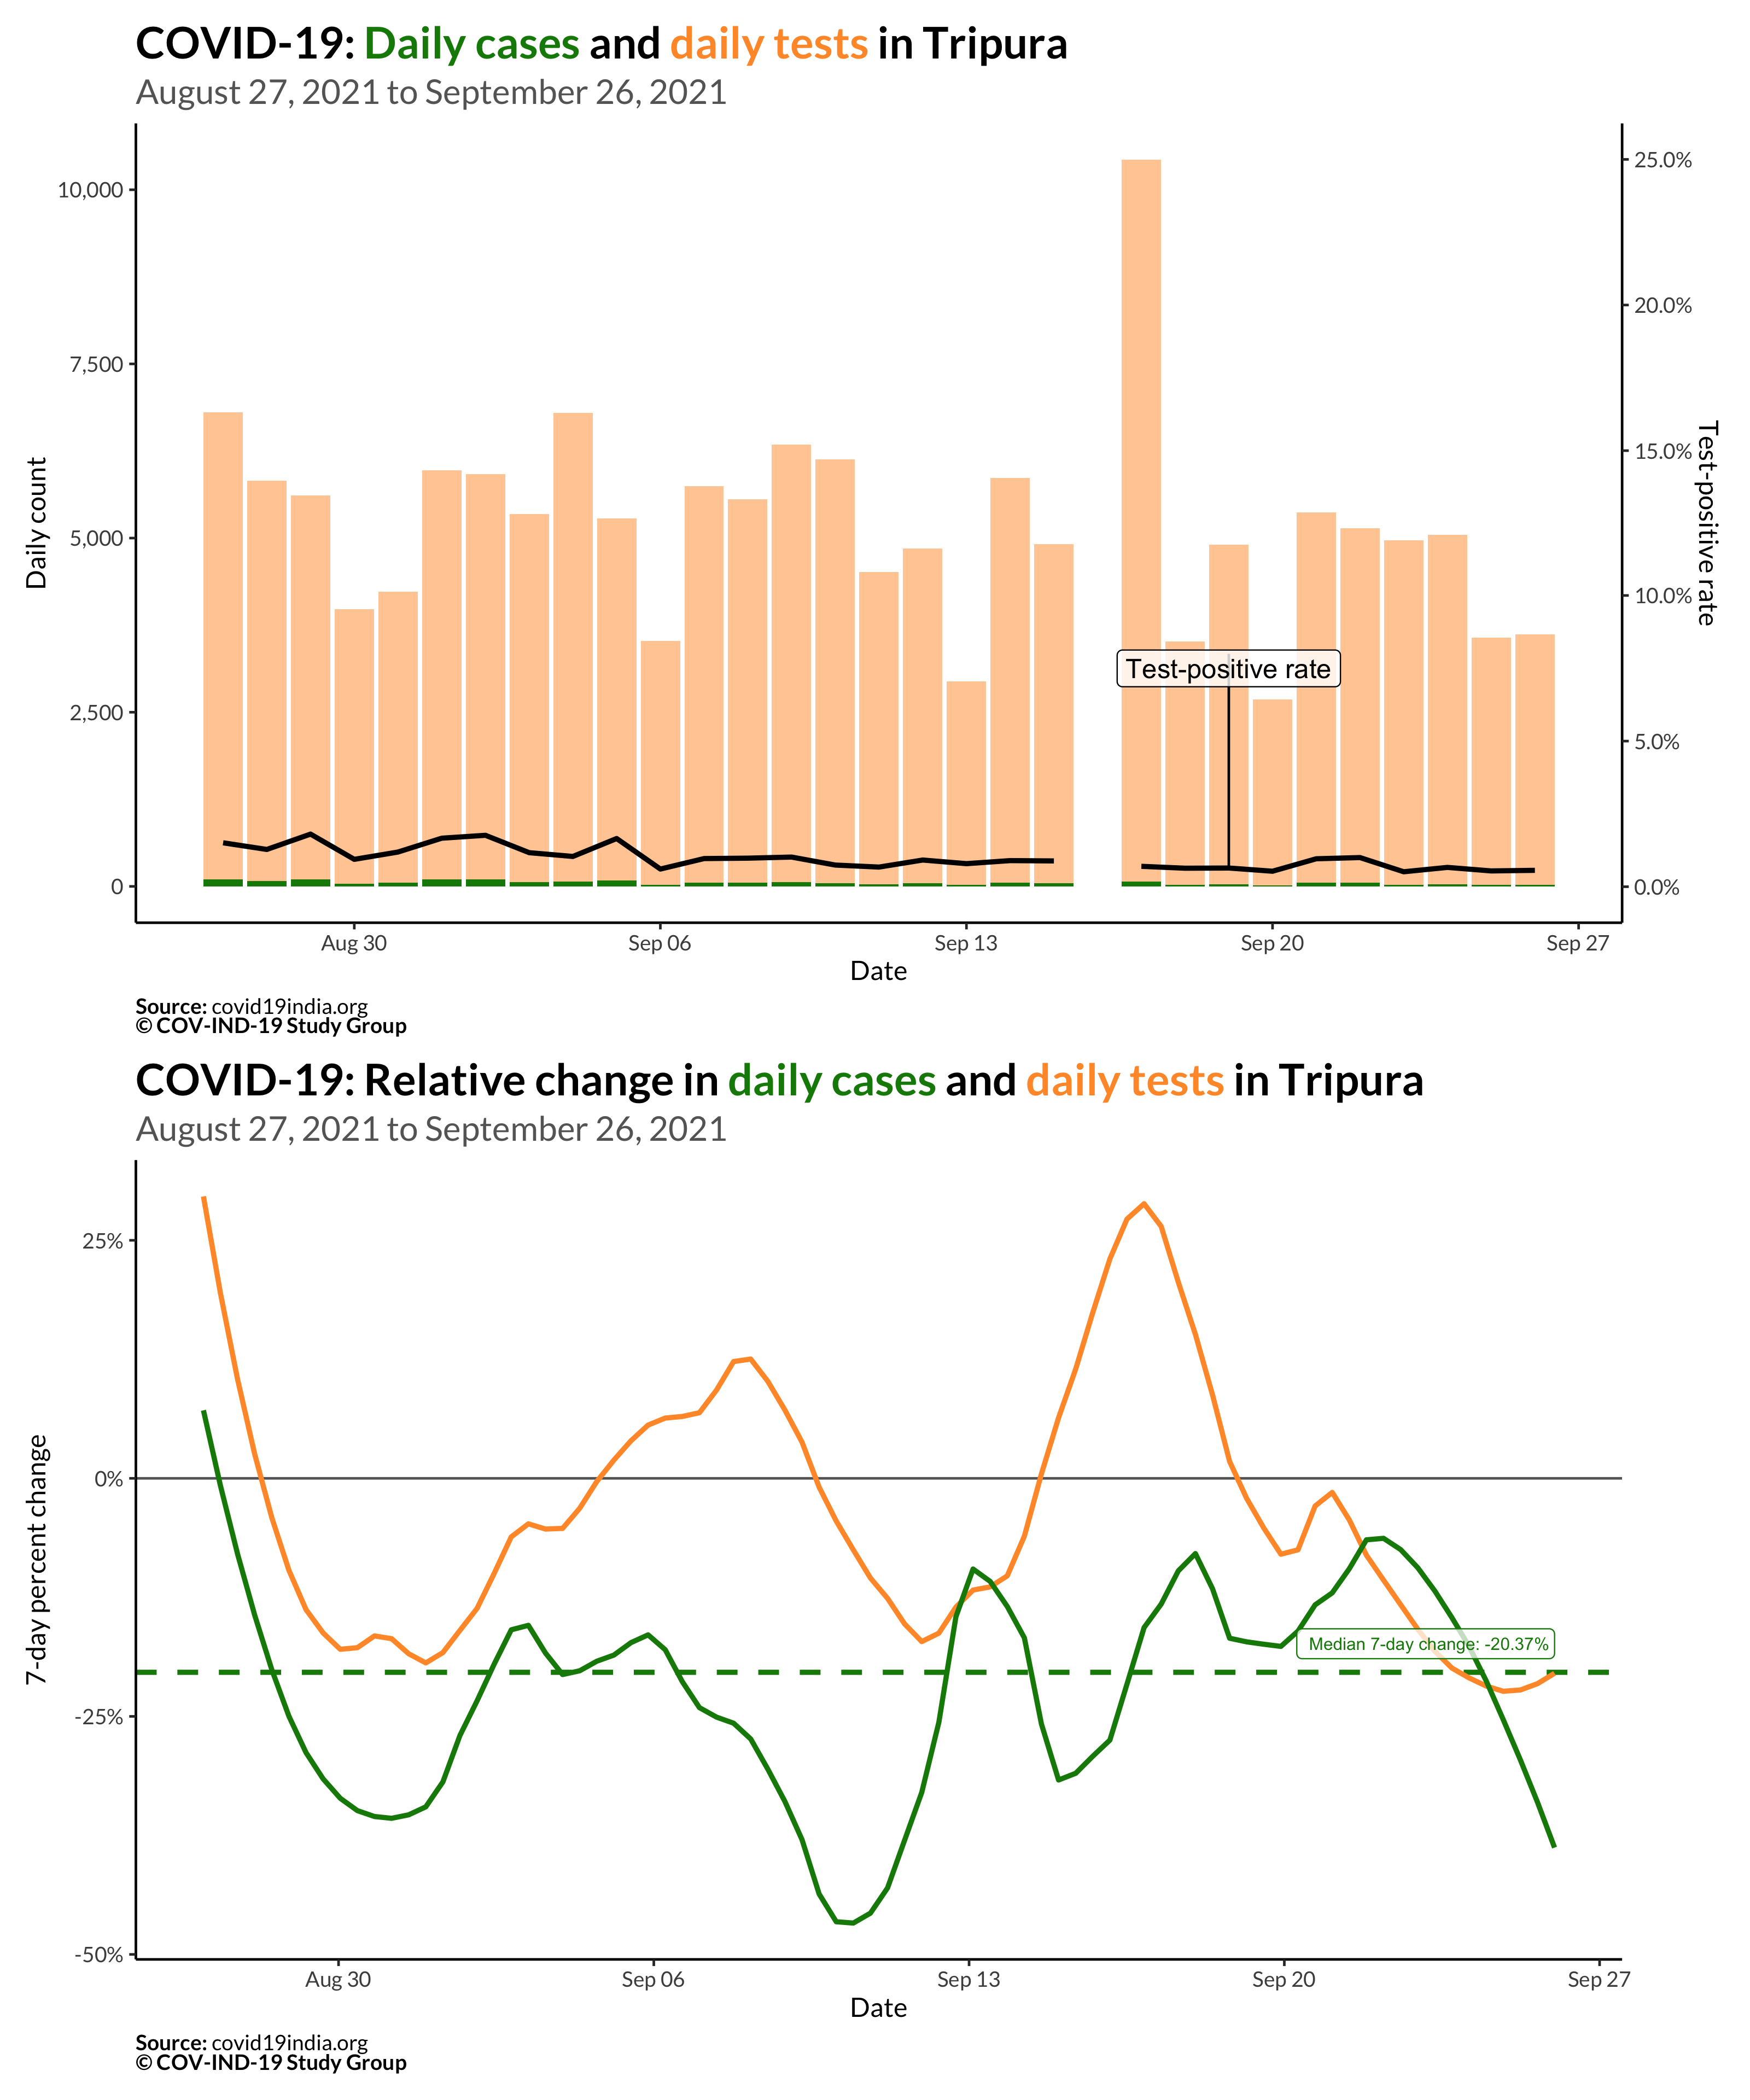 COVID-19: Daily cases and daily tests in Tripura
August 27, 2021 to September 26, 2021
Daily count
10,000
7,500
5,000
2,500
0
25.0%
20.0%
15.0%
10.0%
5.0%
0.0%
Test-positive rate
Test-positive rate
Aug 30
Sep 06
Sep 13
Sep 20
Sep 27
Date
Source: covid19india.org
© COV-IND-19 Study Group
COVID-19: Relative change in daily cases and daily tests in Tripura
August 27, 2021 to September 26, 2021
7-day percent change
25%
0%
-25%
-50%
Median 7-day change: -20.37%
Aug 30
Sep 06
Sep 13
Sep 20
Sep 27
Date
Source: covid19india.org
© COV-IND-19 Study Group